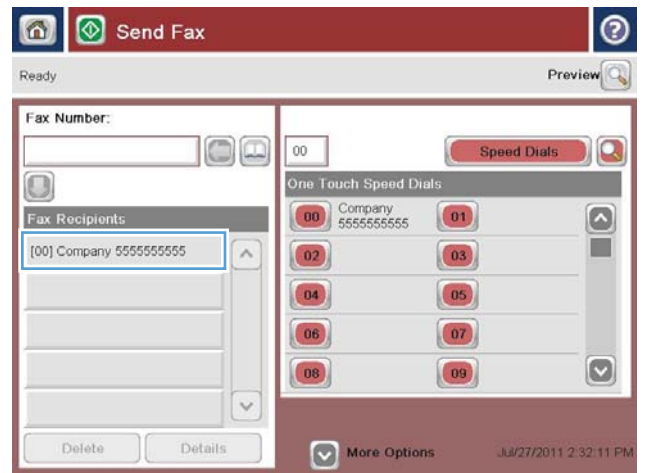 Send Fax
Ready
Preview
Fax Number:
00
Speed Dials
One Touch Speed Dials
Fax Recipients
[00] Company 5555555555
00 Company 5555555555 01
02 03
04 05
06 07
08 09
Delete Details
More Options
Jul/27/2011 2:32:11 PM